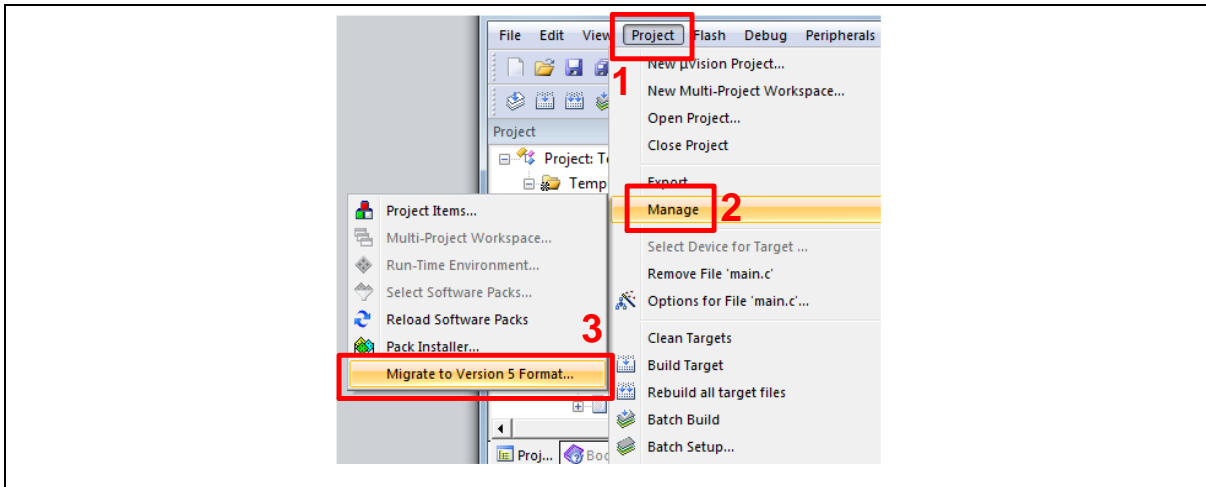 File Edit View Project Flash Debug Peripherals
1
New µVision Project...
New Multi-Project Workspace...
Open Project...
Close Project
Export
Manage
2
Select Device for Target ...
Remove File 'main.c'
Options for File 'main.c'...
Clean Targets
Build Target
Rebuild all target files
Batch Build
Batch Setup...
Project
Project: T
Temp
Project Items...
Multi-Project Workspace...
Run-Time Environment...
Select Software Packs...
Reload Software Packs
3
Pack Installer...
Migrate to Version 5 Format...
Proj... Boo